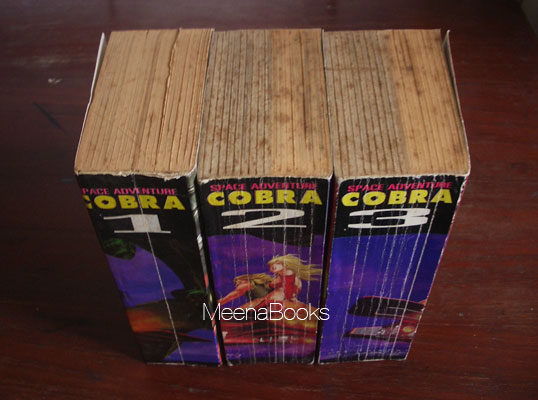 SPACE ADVENTURE
COBRA
1
SPACE ADVENTURE
COBRA
2
SPACE ADVENTURE
COBRA
3
MeenaBooks